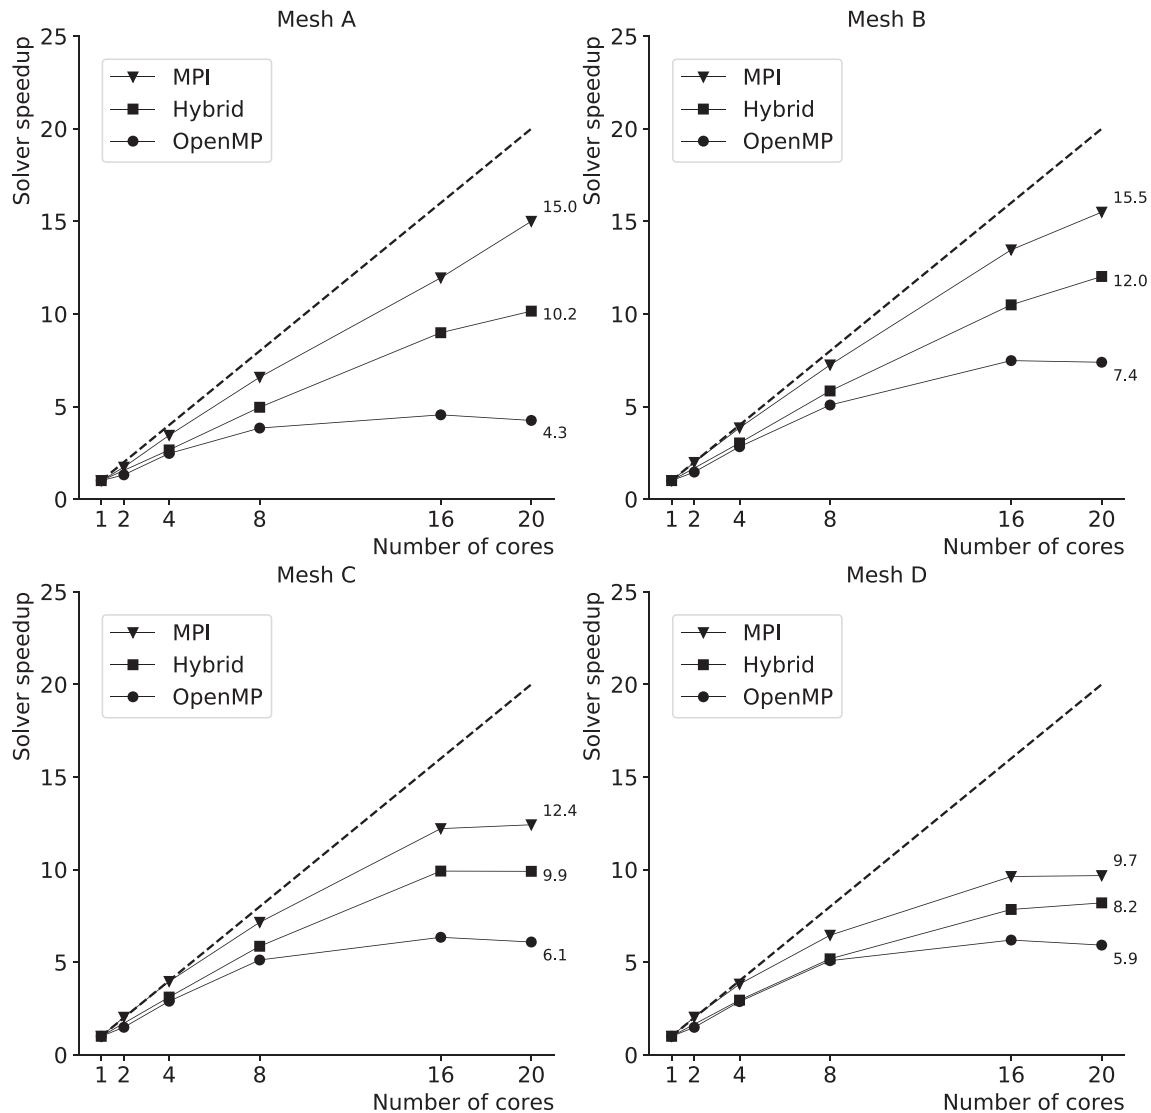 Mesh A
Solver speedup
25
20
15
10
5
0
MPI
Hybrid
OpenMP
15.0
10.2
4.3
1 2 4 8 16 20
Number of cores
Mesh B
Solver speedup
25
20
15
10
5
0
MPI
Hybrid
OpenMP
15.5
12.0
7.4
1 2 4 8 16 20
Number of cores
Mesh C
Solver speedup
25
20
15
10
5
0
MPI
Hybrid
OpenMP
12.4
9.9
6.1
1 2 4 8 16 20
Number of cores
Mesh D
Solver speedup
25
20
15
10
5
0
MPI
Hybrid
OpenMP
9.7
8.2
5.9
1 2 4 8 16 20
Number of cores